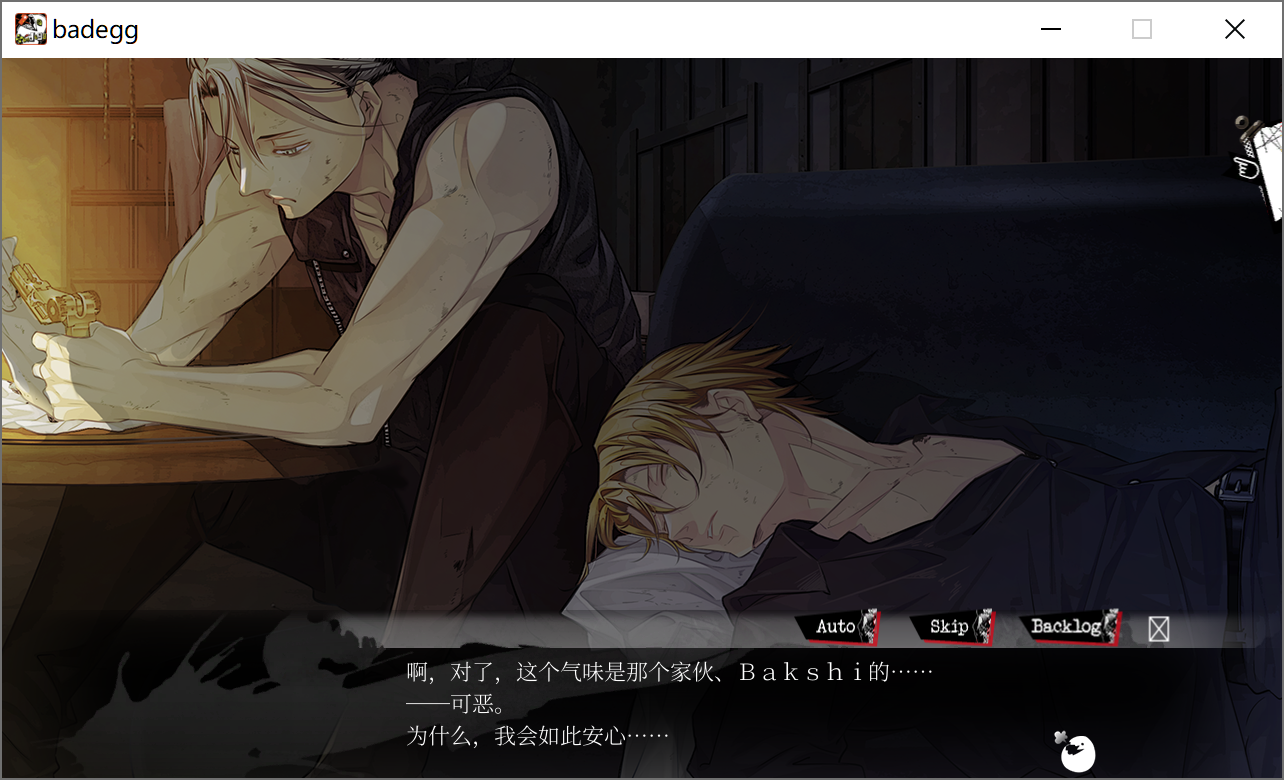 badegg
Auto
Skip
Backlog
啊，对了，这个气味是那个家伙、Ｂａｋｓｈｉ的……
——可恶。
为什么，我会如此安心……